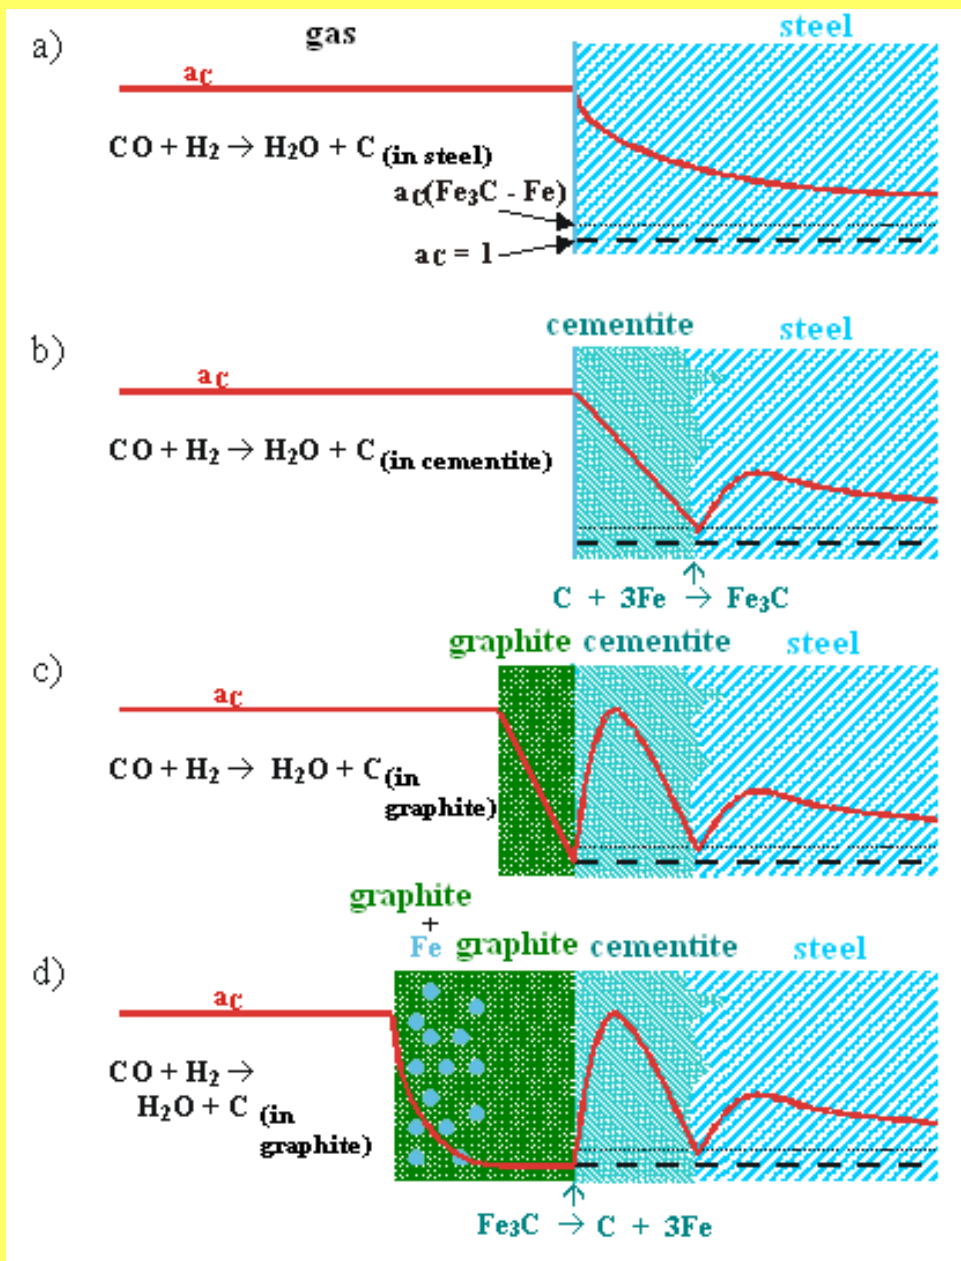 a)
gas
steel
aC
CO + H₂ → H₂O + C (in steel)
aC(Fe₃C - Fe)
aC = 1
b)
cementite
steel
aC
CO + H₂ → H₂O + C (in cementite)
C + 3Fe → Fe₃C
c)
graphite cementite steel
aC
CO + H₂ → H₂O + C (in
graphite)
graphite
+
Fe graphite cementite steel
d)
aC
CO + H₂ →
H₂O + C (in
graphite)
Fe₃C → C + 3Fe